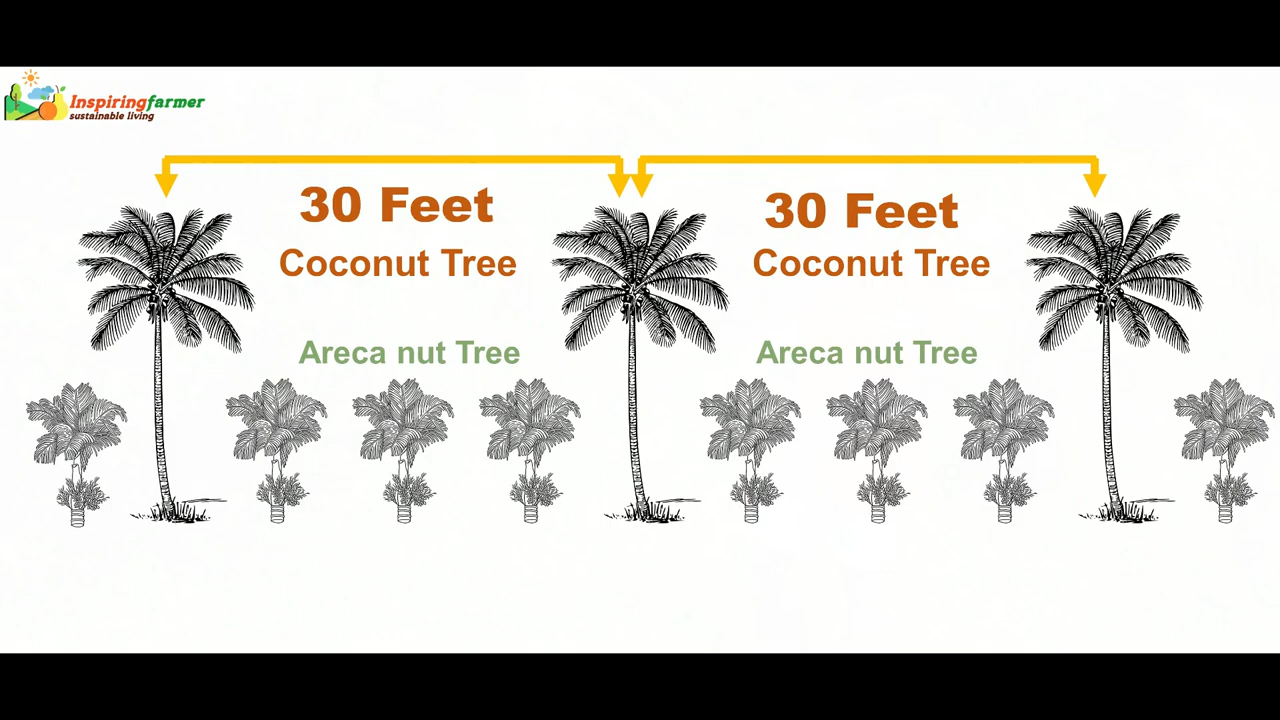 Inspiringfarmer
sustainable living
30 Feet
Coconut Tree
30 Feet
Coconut Tree
Areca nut Tree
Areca nut Tree